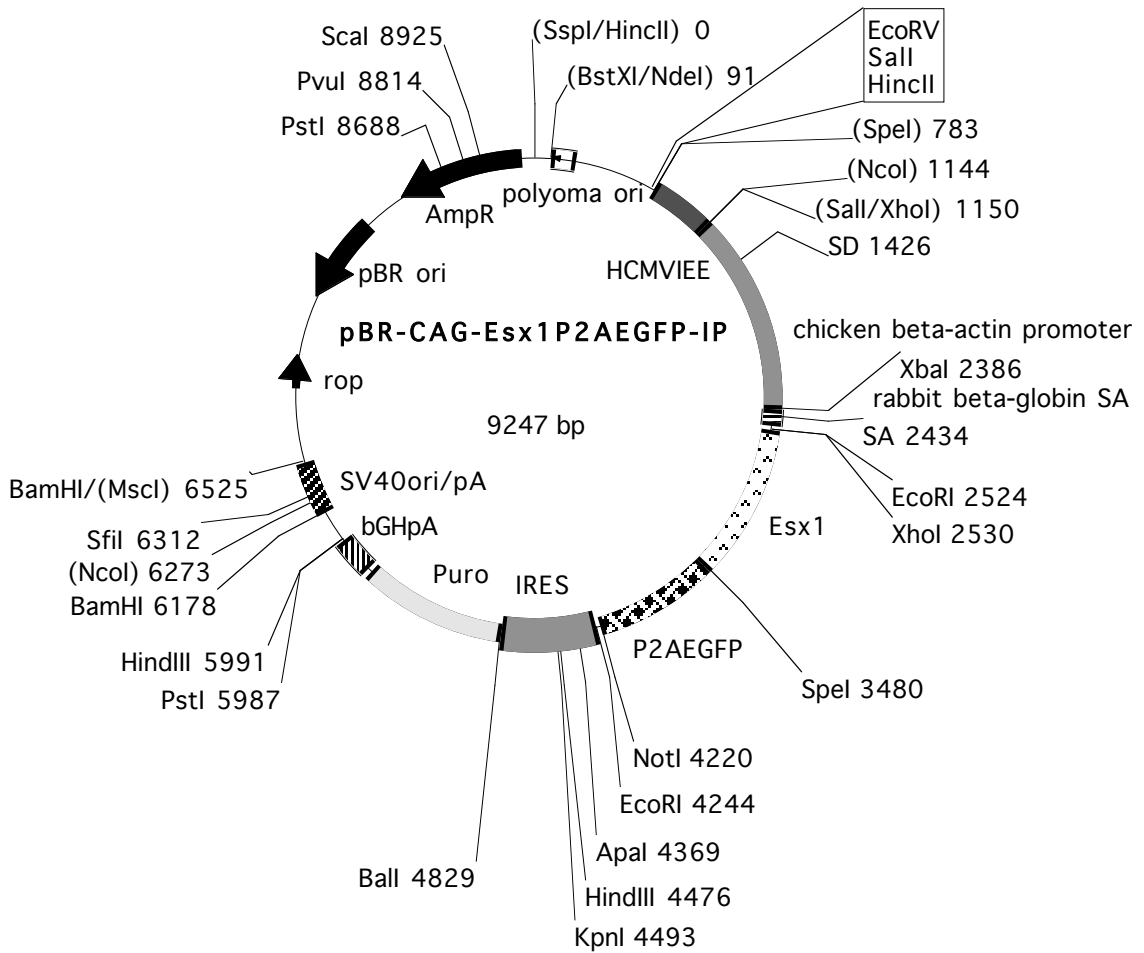 ScaI 8925
PvuI 8814
PstI 8688
(SspI/HincII) 0
(BstXI/NdeI) 91
EcoRV
SalI
HincII
(SpeI) 783
(NcoI) 1144
(SalI/XhoI) 1150
SD 1426
polyoma ori
AmpR
pBR ori
HCMVIEE
pBR-CAG-Esx1P2AEGFP-IP
chicken beta-actin promoter
XbaI 2386
rabbit beta-globin SA
SA 2434
rop
9247 bp
EcoRI 2524
XhoI 2530
Esx1
BamHI/(MscI) 6525
SV40ori/pA
SfiI 6312
bGHpA
(NcoI) 6273
BamHI 6178
Puro
IRES
P2AEGFP
HindIII 5991
PstI 5987
SpeI 3480
NotI 4220
EcoRI 4244
ApaI 4369
BalI 4829
HindIII 4476
KpnI 4493